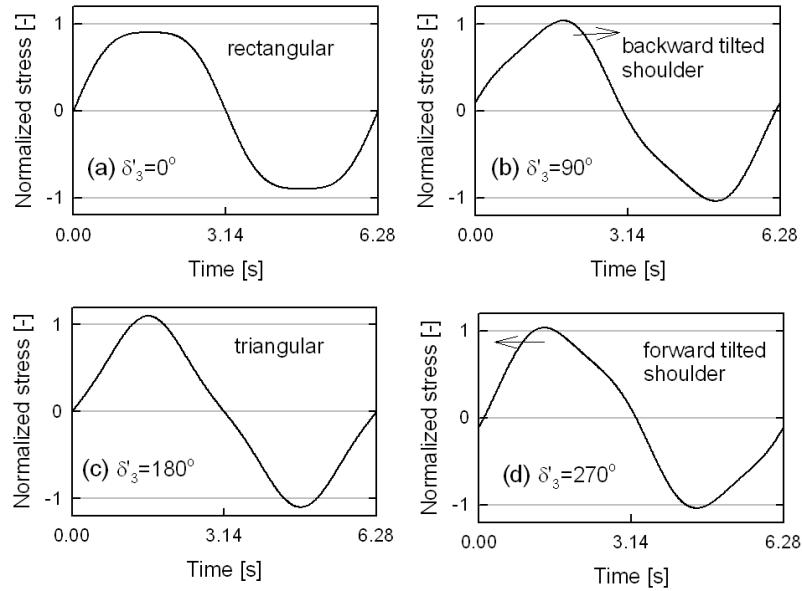 Normalized stress [-]
1
0
-1
rectangular
(a) δ'₃=0°
0.00 3.14 6.28
Time [s]
Normalized stress [-]
1
0
-1
backward tilted
shoulder
(b) δ'₃=90°
0.00 3.14 6.28
Time [s]
Normalized stress [-]
1
0
-1
triangular
(c) δ'₃=180°
0.00 3.14 6.28
Time [s]
Normalized stress [-]
1
0
-1
forward tilted
shoulder
(d) δ'₃=270°
0.00 3.14 6.28
Time [s]